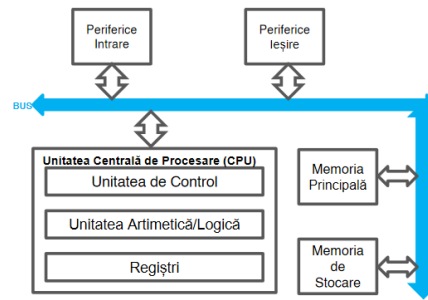 Periferice
Intrare
Periferice
Ieșire
BUS
Unitatea Centrală de Procesare (CPU)
Unitatea de Control
Unitatea Artimetică/Logică
Regiștri
Memoria
Principală
Memoria
de
Stocare